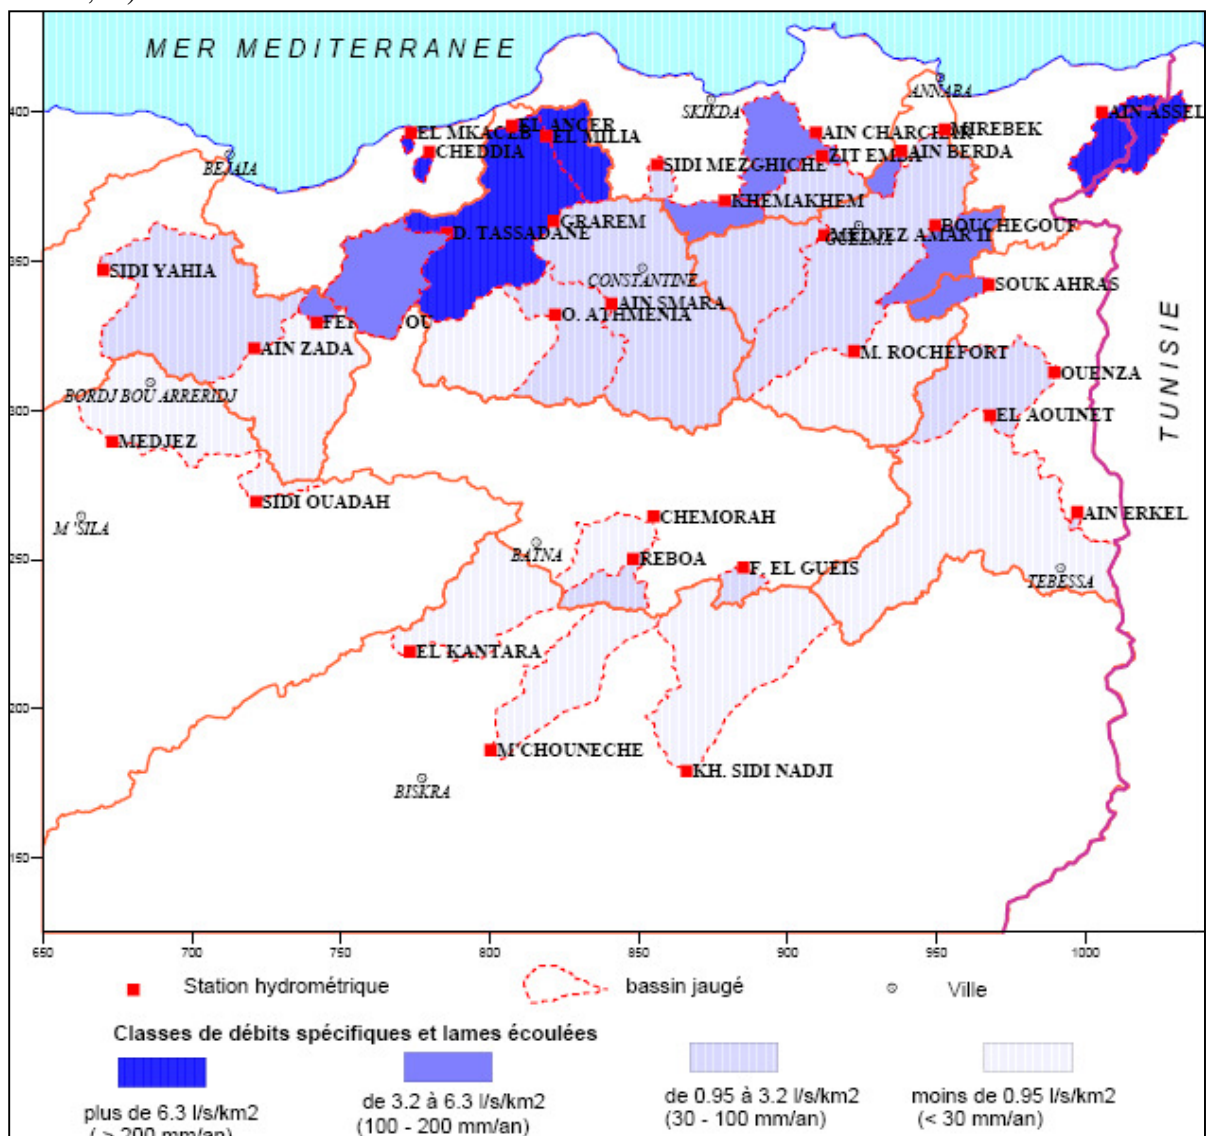 MER MEDITERRANEE
ANNABA
SKIKDA
400
AIN ASSEL
EL ANCER
EL MKACEB
EL MILIA
AIN CHARCHAR
MIREBEK
CHEDDIA
ZIT EMBA
AIN BERDA
BEJAIA
SIDI MEZGHICHE
KHEMAKHEM
GRAREM
BOUCHEGOUF
D. TASSADANE
MEDJEZ AMAR II
GUELMA
350
SIDI YAHIA
CONSTANTINE
SOUK AHRAS
AIN SMARA
O. ATHMENIA
TUNISIE
AIN ZADA
M. ROCHEFORT
OUENZA
BORDJ BOU ARRERIDJ
300
EL AOUINET
MEDJEZ
SIDI OUADAH
M'SILA
CHEMORAH
AIN ERKEL
250
BATNA
REBOA
F. EL GUEIS
TEBESSA
EL KANTARA
200
M'CHOUNECHE
KH. SIDI NADJI
BISKRA
150
650 700 750 800 850 900 950 1000
Station hydrométrique
bassin jaugé
Ville
Classes de débits spécifiques et lames écoulées
plus de 6.3 l/s/km2
( > 200 mm/an)
de 3.2 à 6.3 l/s/km2
(100 - 200 mm/an)
de 0.95 à 3.2 l/s/km2
(30 - 100 mm/an)
moins de 0.95 l/s/km2
(< 30 mm/an)